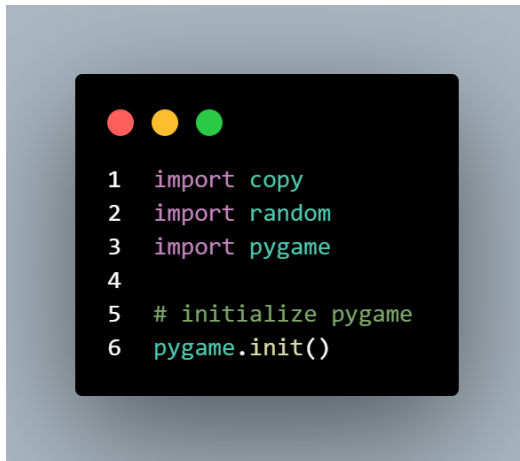 1 import copy
2 import random
3 import pygame
4
5 # initialize pygame
6 pygame.init()